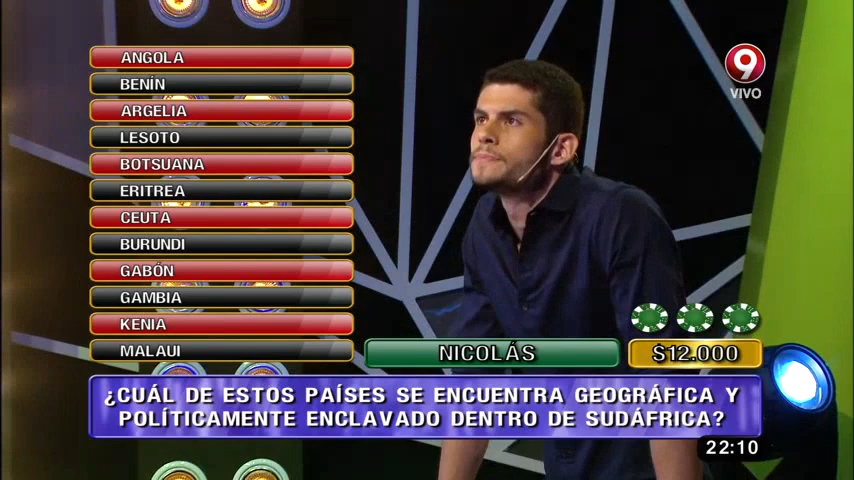 ANGOLA
BENÍN
ARGELIA
LESOTO
BOTSUANA
ERITREA
CEUTA
BURUNDI
GABÓN
GAMBIA
KENIA
MALAUI
9
VIVO
NICOLÁS
$12.000
¿CUÁL DE ESTOS PAÍSES SE ENCUENTRA GEOGRÁFICA Y
POLÍTICAMENTE ENCLAVADO DENTRO DE SUDÁFRICA?
22:10